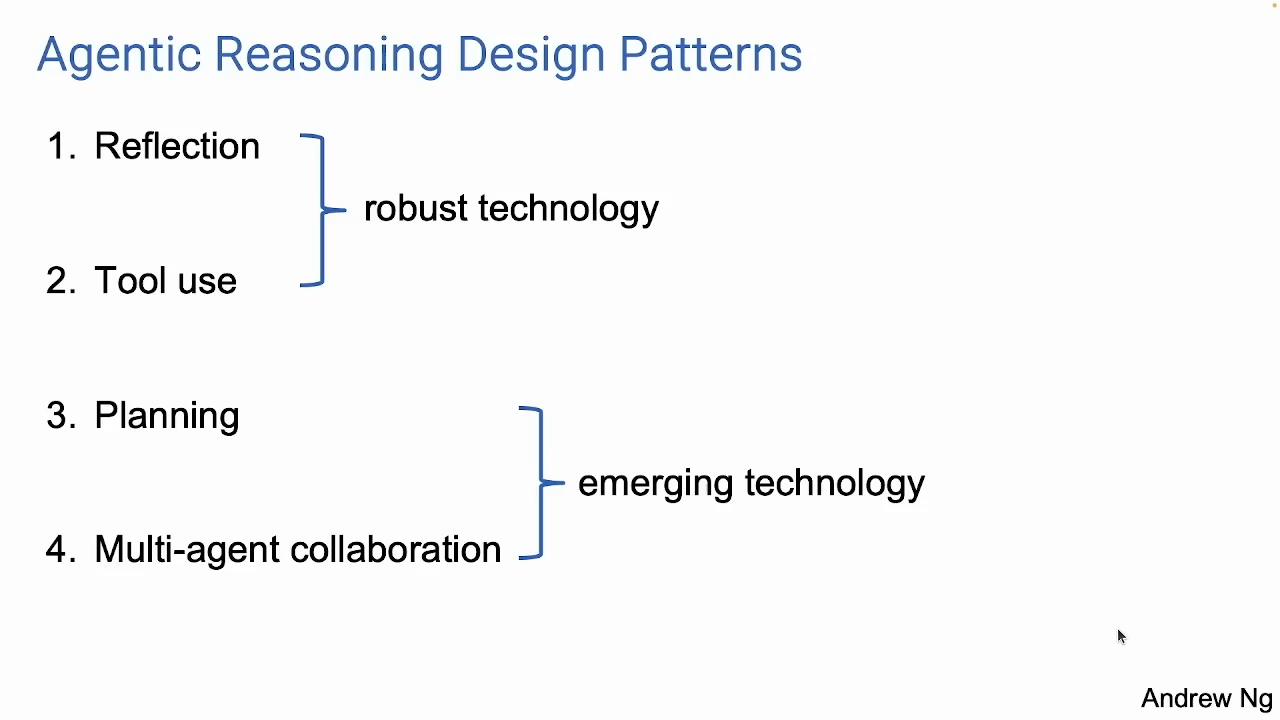 Agentic Reasoning Design Patterns
1. Reflection
robust technology
2. Tool use
3. Planning
emerging technology
4. Multi-agent collaboration
Andrew Ng